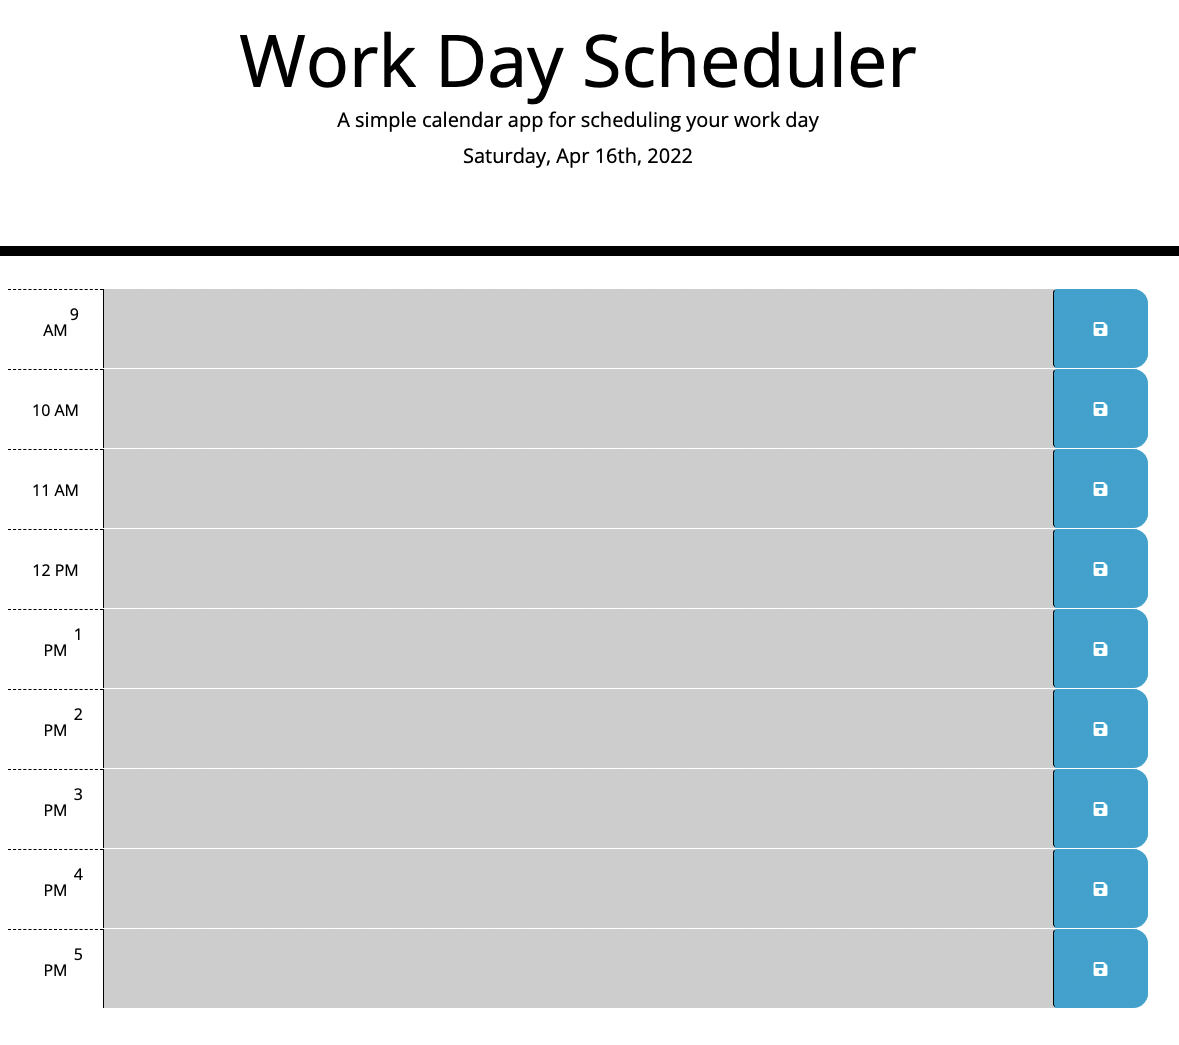 Work Day Scheduler
A simple calendar app for scheduling your work day
Saturday, Apr 16th, 2022
9
AM
10 AM
11 AM
12 PM
1
PM
2
PM
3
PM
4
PM
5
PM